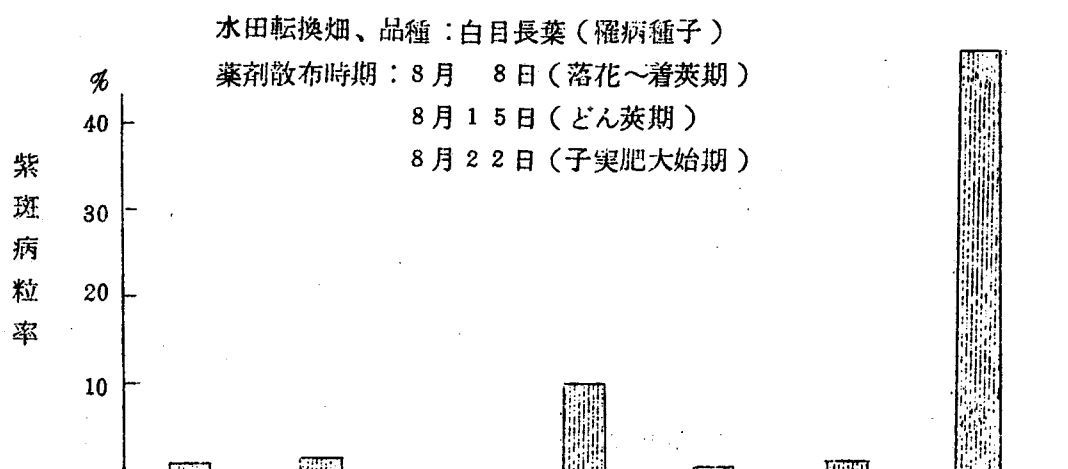 水田転換畑、品種:白目長葉(罹病種子)
薬剤散布時期:8月 8日(落花～着莢期)
8月15日(どん莢期)
8月22日(子実肥大始期)
%
40
30
20
10
紫斑病粒率